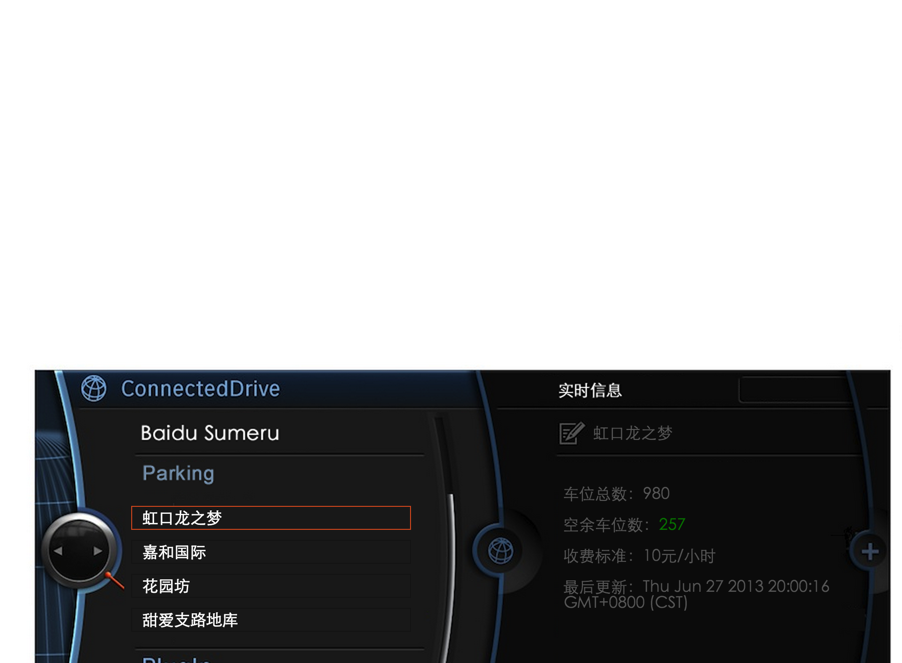 ConnectedDrive
Baidu Sumeru
Parking
虹口龙之梦
嘉和国际
花园坊
甜爱支路地库
实时信息
虹口龙之梦
车位总数：980
空余车位数：257
收费标准：10元/小时
最后更新：Thu Jun 27 2013 20:00:16
GMT+0800 (CST)